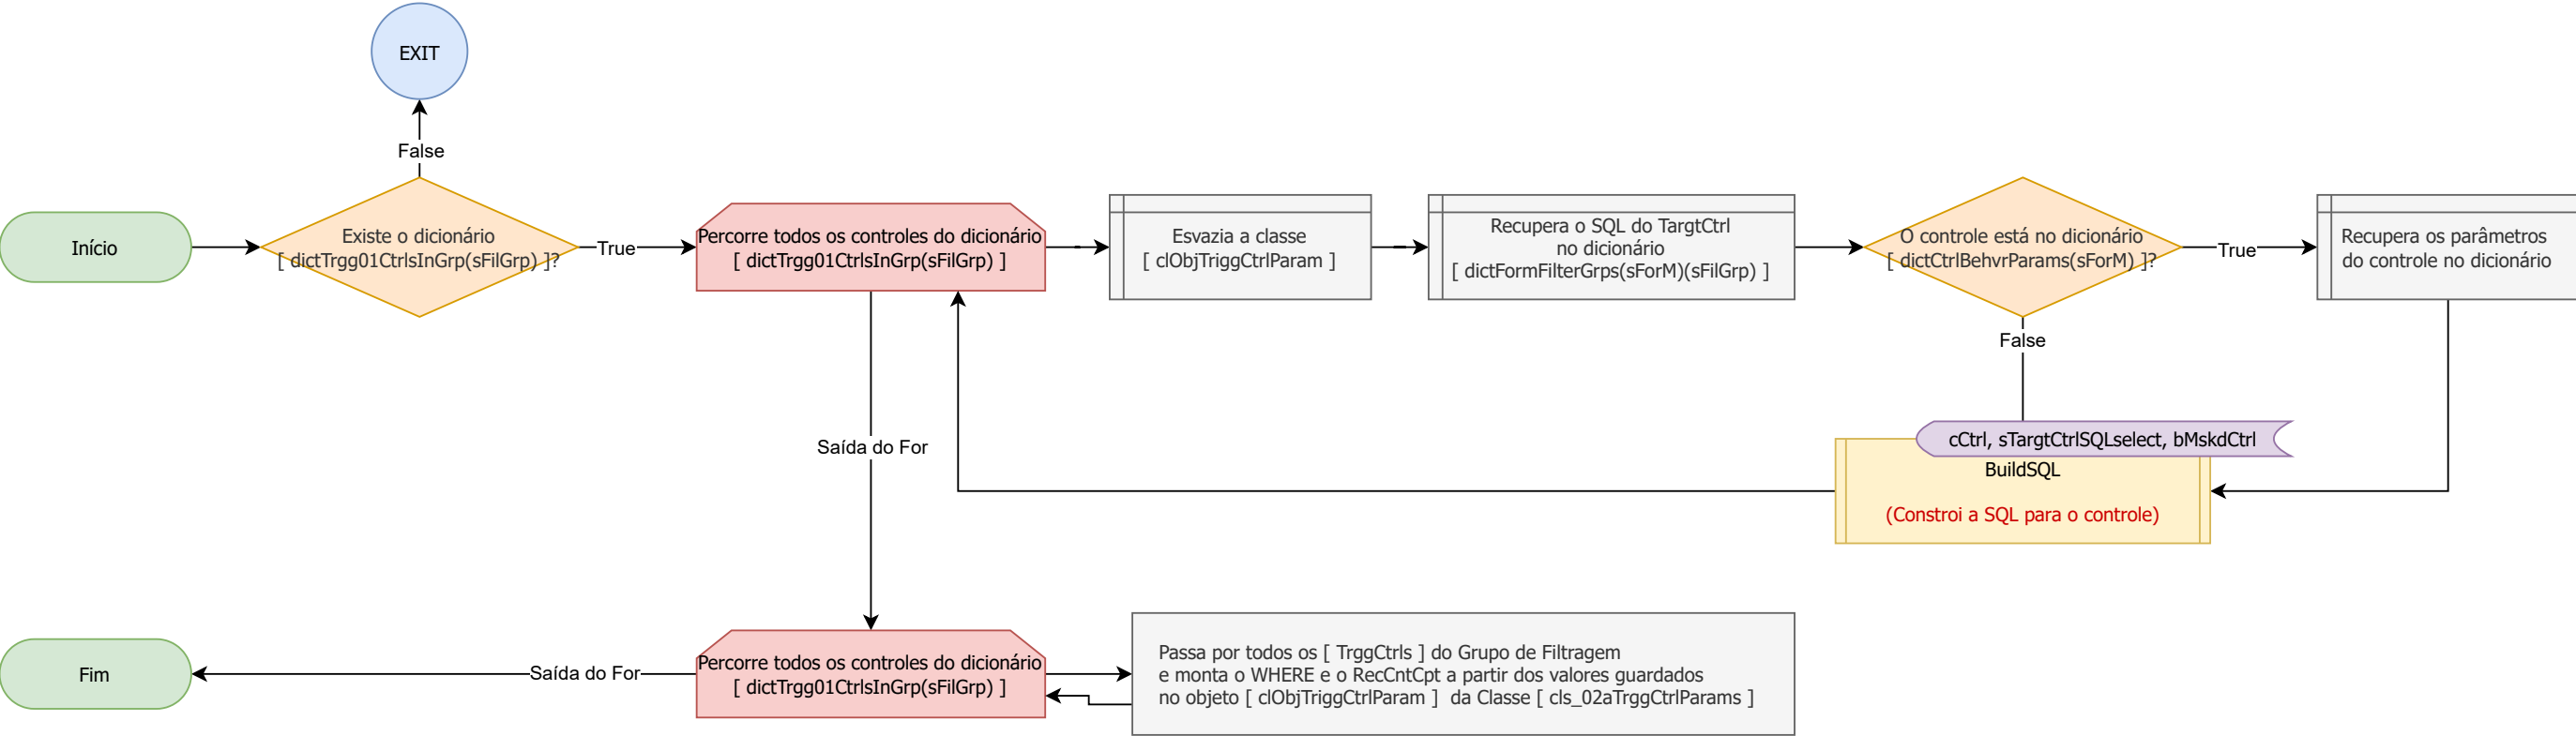 EXIT
False
Início
Existe o dicionário
[ dictTrgg01CtrlsInGrp(sFilGrp) ]?
True
Percorre todos os controles do dicionário
[ dictTrgg01CtrlsInGrp(sFilGrp) ]
Esvazia a classe
[ clObjTriggCtrlParam ]
Recupera o SQL do TargtCtrl
no dicionário
[ dictFormFilterGrps(sForM)(sFilGrp) ]
O controle está no dicionário
[ dictCtrlBehvrParams(sForM) ]?
True
Recupera os parâmetros
do controle no dicionário
False
cCtrl, sTargtCtrlSQLselect, bMskdCtrl
BuildSQL
(Constroi a SQL para o controle)
Saída do For
Percorre todos os controles do dicionário
[ dictTrgg01CtrlsInGrp(sFilGrp) ]
Passa por todos os [ TrggCtrls ] do Grupo de Filtragem
e monta o WHERE e o RecCntCpt a partir dos valores guardados
no objeto [ clObjTriggCtrlParam ]  da Classe [ cls_02aTrggCtrlParams ]
Saída do For
Fim